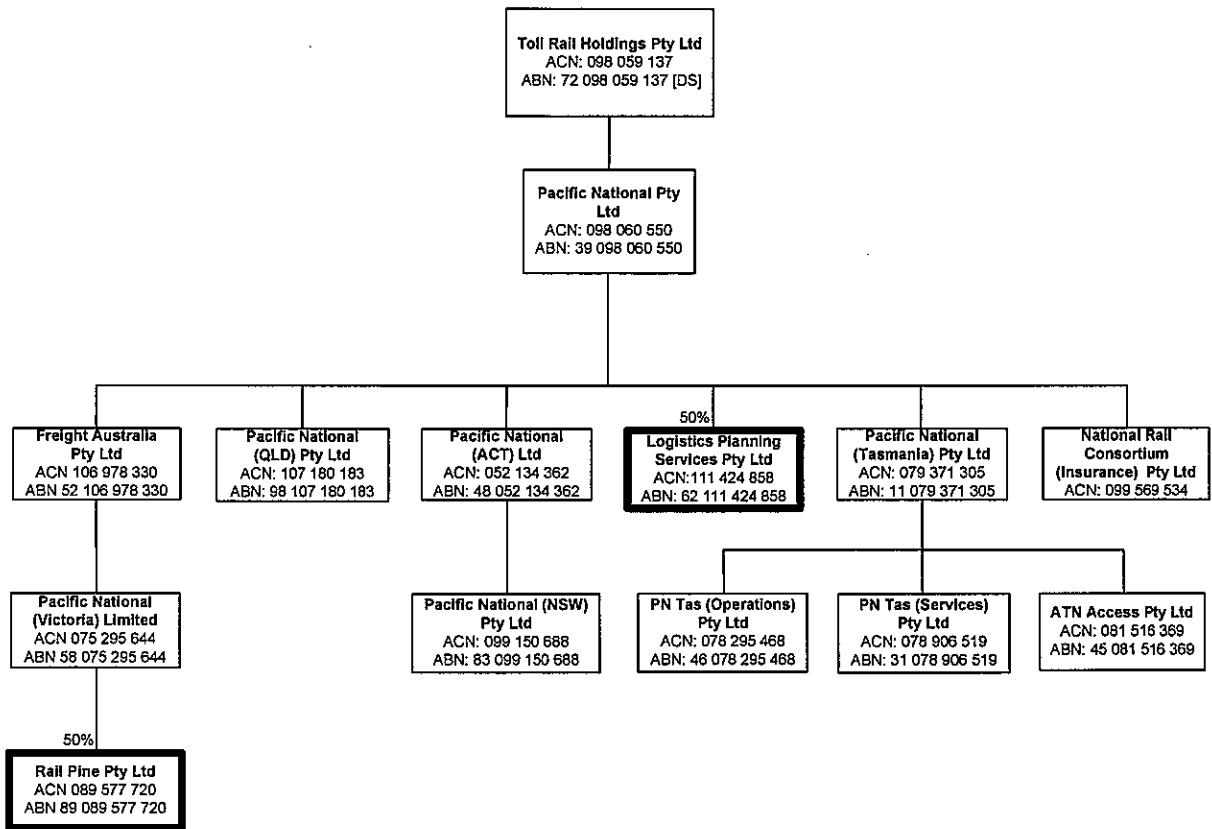 Toll Rail Holdings Pty Ltd
ACN: 098 059 137
ABN: 72 098 059 137 [DS]
Pacific National Pty
Ltd
ACN: 098 060 550
ABN: 39 098 060 550
Freight Australia
Pty Ltd
ACN 106 978 330
ABN 52 106 978 330
Pacific National
(QLD) Pty Ltd
ACN: 107 180 183
ABN: 98 107 180 183
Pacific National
(ACT) Ltd
ACN: 052 134 362
ABN: 48 052 134 362
50%
Logistics Planning
Services Pty Ltd
ACN:111 424 858
ABN: 62 111 424 858
Pacific National
(Tasmania) Pty Ltd
ACN: 079 371 305
ABN: 11 079 371 305
National Rail
Consortium
(Insurance) Pty Ltd
ACN: 099 569 534
Pacific National
(Victoria) Limited
ACN 075 295 644
ABN 58 075 295 644
Pacific National (NSW)
Pty Ltd
ACN: 099 150 688
ABN: 83 099 150 688
PN Tas (Operations)
Pty Ltd
ACN: 078 295 468
ABN: 46 078 295 468
PN Tas (Services)
Pty Ltd
ACN: 078 906 519
ABN: 31 078 906 519
ATN Access Pty Ltd
ACN: 081 516 369
ABN: 45 081 516 369
50%
Rail Pine Pty Ltd
ACN 089 577 720
ABN 89 089 577 720